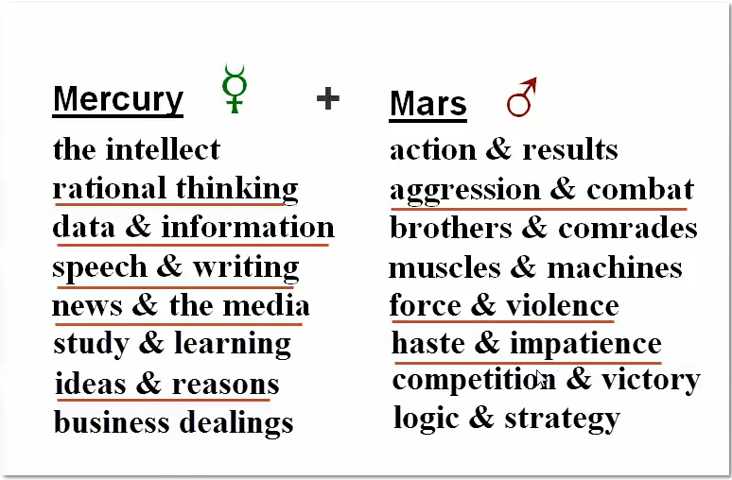 Mercury ☿ + Mars ♂
the intellect
rational thinking
data & information
speech & writing
news & the media
study & learning
ideas & reasons
business dealings
action & results
aggression & combat
brothers & comrades
muscles & machines
force & violence
haste & impatience
competition & victory
logic & strategy